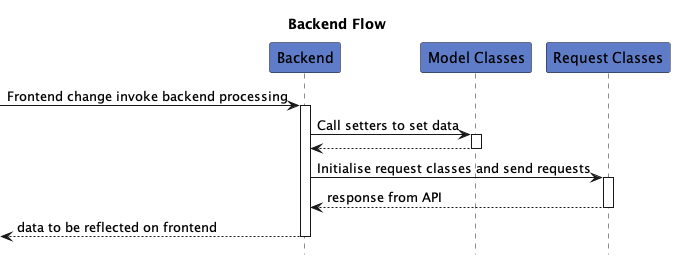 Backend Flow
Backend
Model Classes
Request Classes
Frontend change invoke backend processing
Call setters to set data
Initialise request classes and send requests
response from API
data to be reflected on frontend